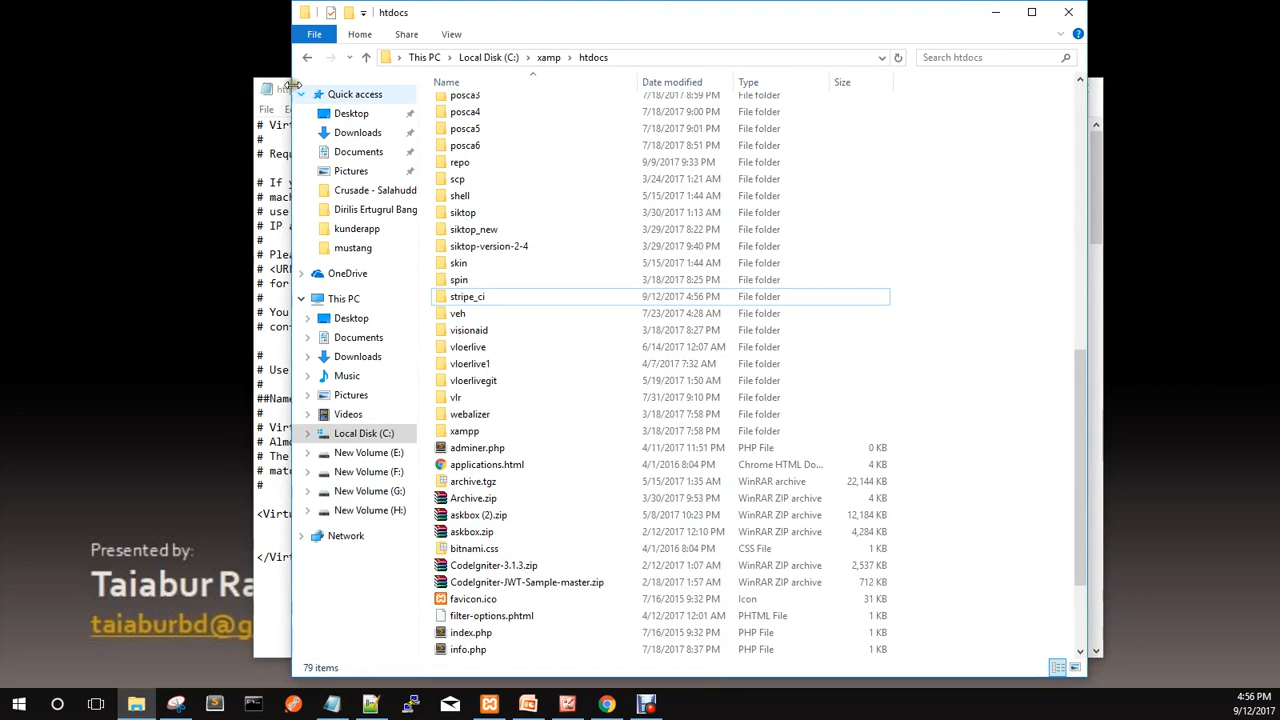 htdocs
File Home Share View
This PC Local Disk (C:) xamp htdocs
Search htdocs
Name Date modified Type Size
Quick access
Desktop
Downloads
Documents
Pictures
Crusade - Salahudd
Dirilis Ertugrul Bang
kunderapp
mustang
OneDrive
This PC
Desktop
Documents
Downloads
Music
Pictures
Videos
Local Disk (C:)
New Volume (E:)
New Volume (F:)
New Volume (G:)
New Volume (H:)
Network
posca3 7/18/2017 8:59 PM File folder
posca4 7/18/2017 9:00 PM File folder
posca5 7/18/2017 9:01 PM File folder
posca6 7/18/2017 8:51 PM File folder
repo 9/9/2017 9:33 PM File folder
scp 3/24/2017 1:21 AM File folder
shell 5/15/2017 1:44 AM File folder
siktop 3/30/2017 1:13 AM File folder
siktop_new 3/29/2017 8:22 PM File folder
siktop-version-2-4 3/29/2017 9:40 PM File folder
skin 5/15/2017 1:44 AM File folder
spin 3/18/2017 8:25 PM File folder
stripe_ci 9/12/2017 4:56 PM File folder
veh 7/23/2017 4:28 AM File folder
visionaid 3/18/2017 8:27 PM File folder
vloerlive 6/14/2017 12:07 AM File folder
vloerlive1 4/7/2017 7:32 AM File folder
vloerlivegit 5/19/2017 1:50 AM File folder
vlr 7/31/2017 9:10 PM File folder
webalizer 3/18/2017 7:58 PM File folder
xampp 3/18/2017 7:58 PM File folder
adminer.php 4/11/2017 11:51 PM PHP File 0 KB
applications.html 4/1/2016 8:04 PM Chrome HTML Do... 4 KB
archive.tgz 5/15/2017 1:35 AM WinRAR archive 22,144 KB
Archive.zip 3/30/2017 9:53 PM WinRAR ZIP archive 4 KB
askbox (2).zip 5/8/2017 10:23 PM WinRAR ZIP archive 12,184 KB
askbox.zip 2/12/2017 12:10 PM WinRAR ZIP archive 4,284 KB
bitnami.css 4/1/2016 8:04 PM CSS File 1 KB
CodeIgniter-3.1.3.zip 2/12/2017 1:07 AM WinRAR ZIP archive 2,537 KB
CodeIgniter-JWT-Sample-master.zip 2/18/2017 1:57 AM WinRAR ZIP archive 712 KB
favicon.ico 7/16/2015 9:32 PM Icon 31 KB
filter-options.phtml 4/12/2017 12:01 AM PHTML File 1 KB
index.php 7/16/2015 9:32 PM PHP File 1 KB
info.php 7/18/2017 8:37 PM PHP File 1 KB
79 items
File
# Virt
#
# Requ
# If y
# mach
# use
# IP a
#
# Plea
# <URL
# for
#
# You
# cont
#
# Use
#
##Name
#
# Virt
# Almo
# The
# matc
#
<Virtu
</Virt
Presented by:
Taiabur Ra
taiaburbd@g
4:56 PM
9/12/2017